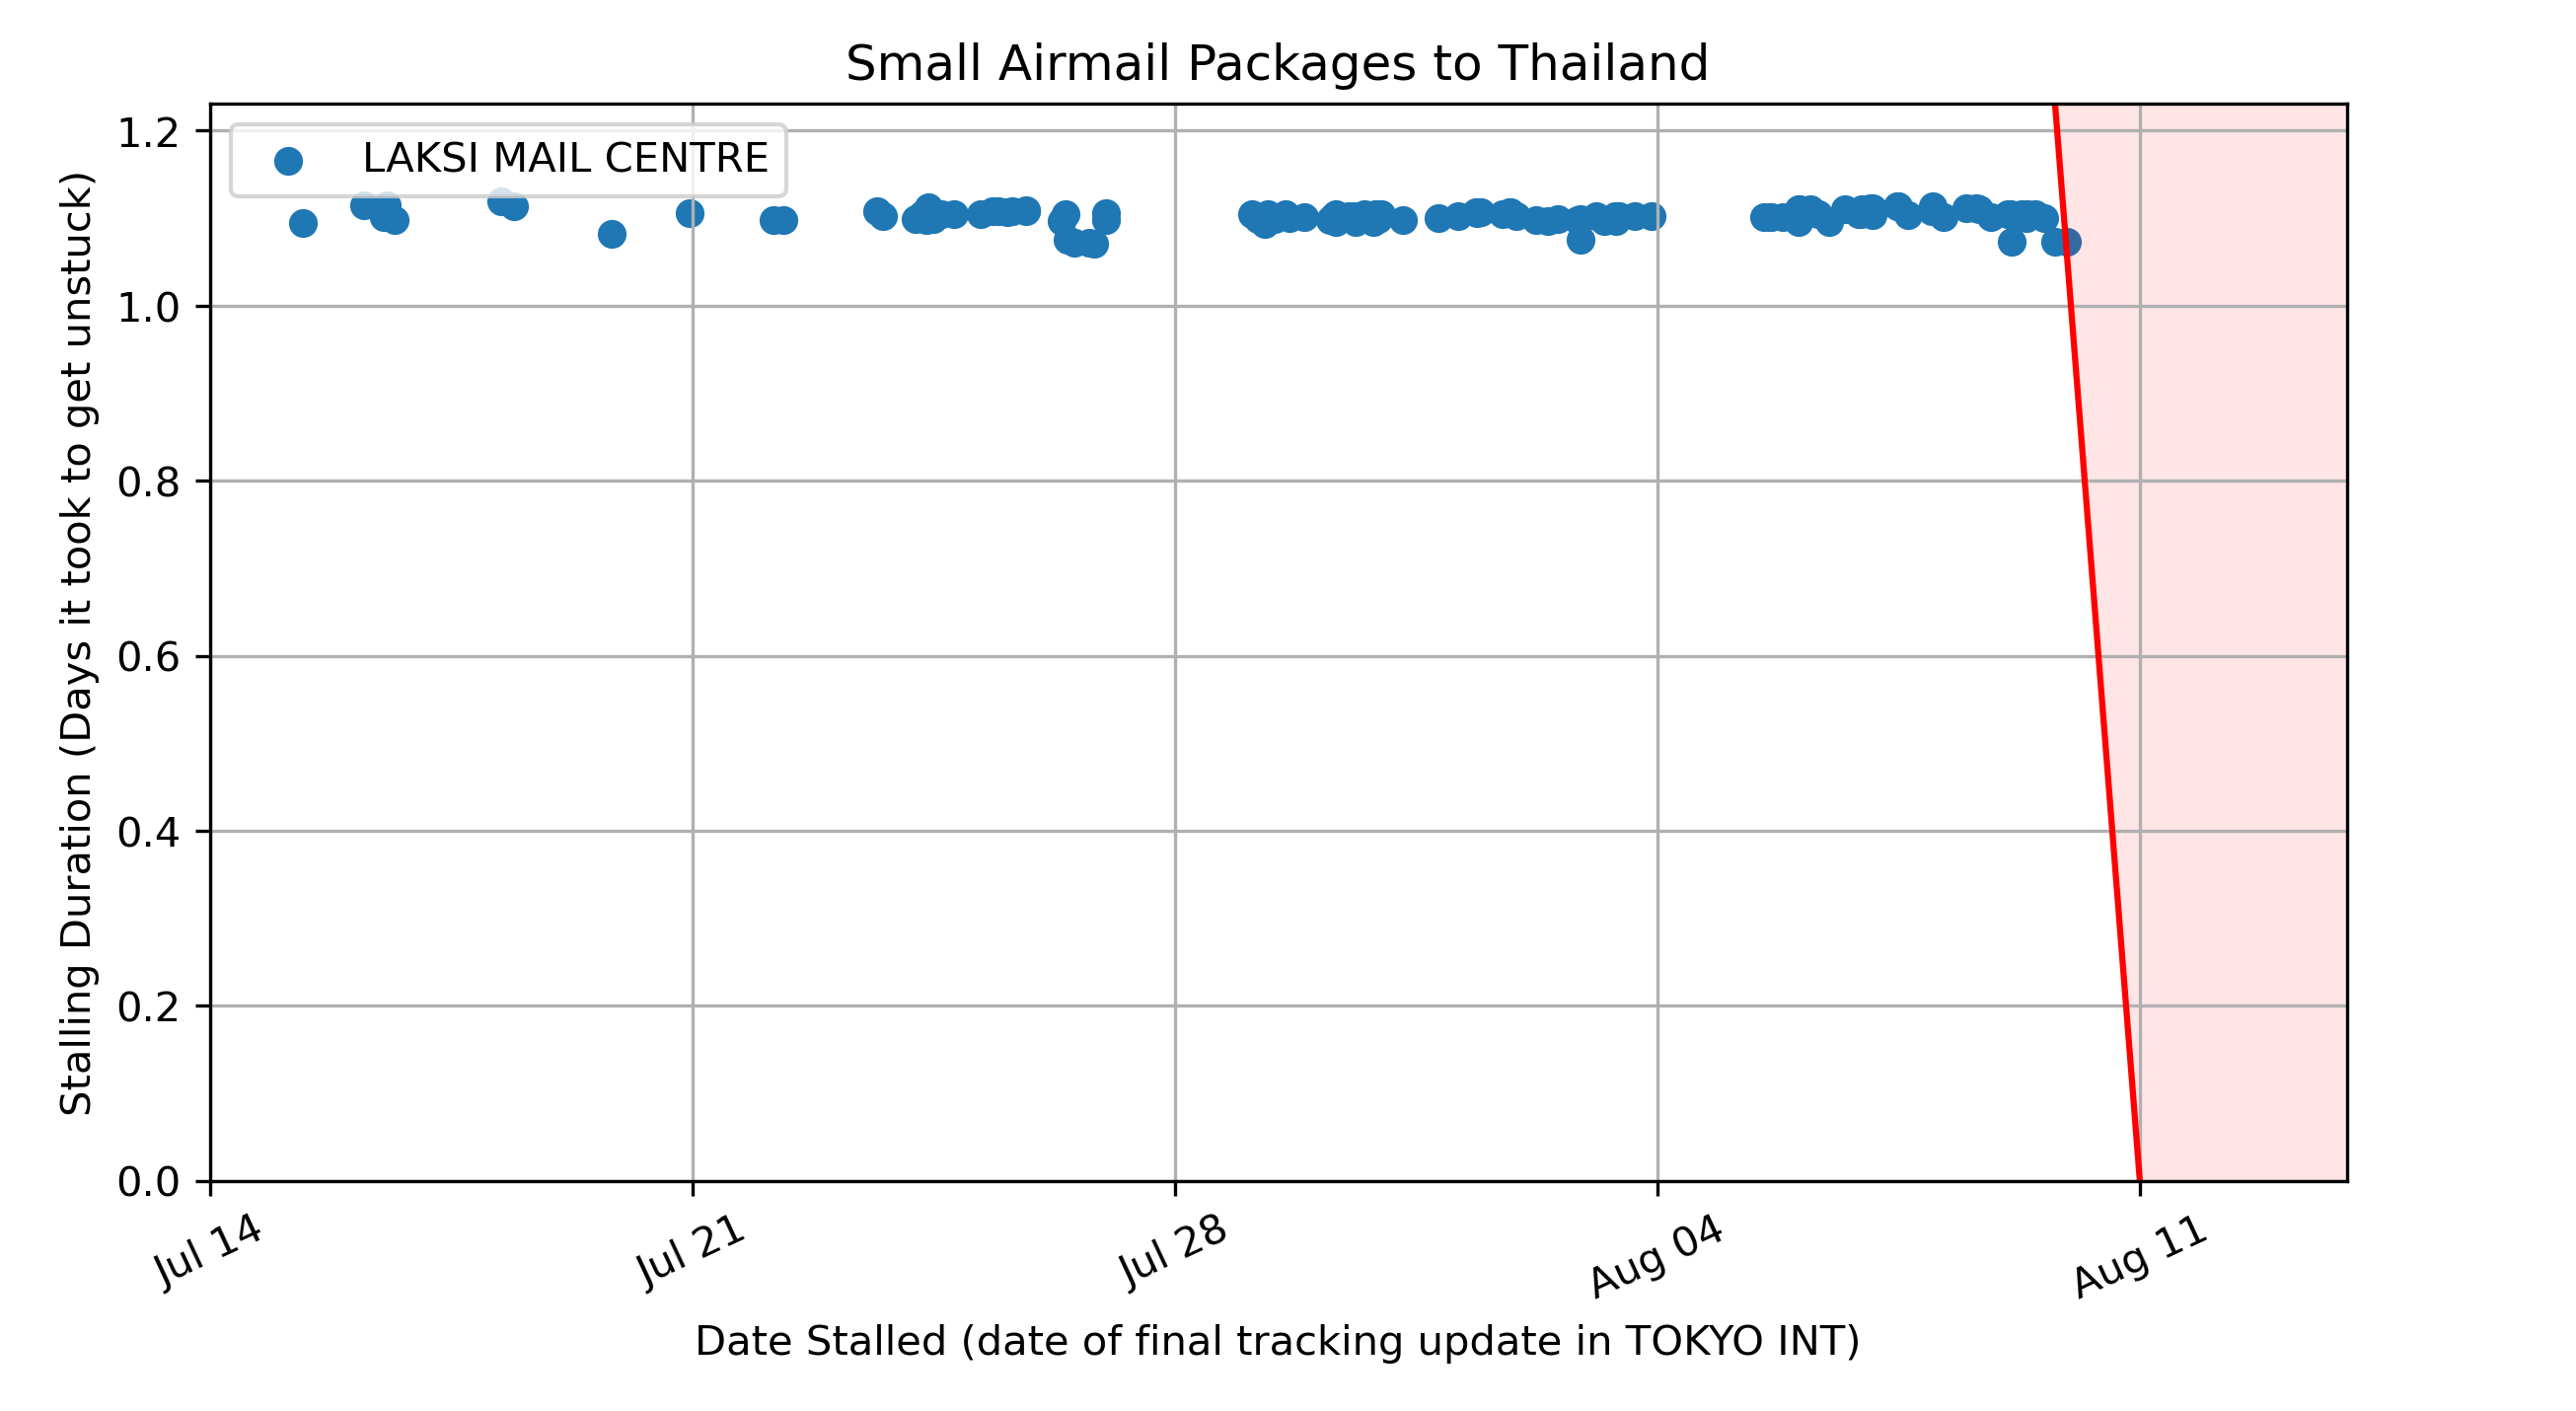 Small Airmail Packages to Thailand
LAKSI MAIL CENTRE
Stalling Duration (Days it took to get unstuck)
1.2
1.0
0.8
0.6
0.4
0.2
0.0
Jul 14
Jul 21
Jul 28
Aug 04
Aug 11
Date Stalled (date of final tracking update in TOKYO INT)